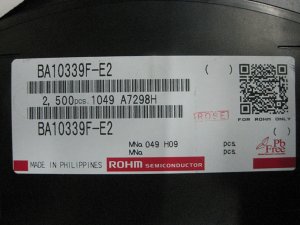 BA10339F-E2 ( )
2,500pcs. 1049 A7298H
FOR ROHM ONLY
BA10339F-E2 ( )
MNo. 049 H09 pcs.
MNo. pcs.
Pb
Free
MADE IN PHILIPPINES ROHM SEMICONDUCTOR